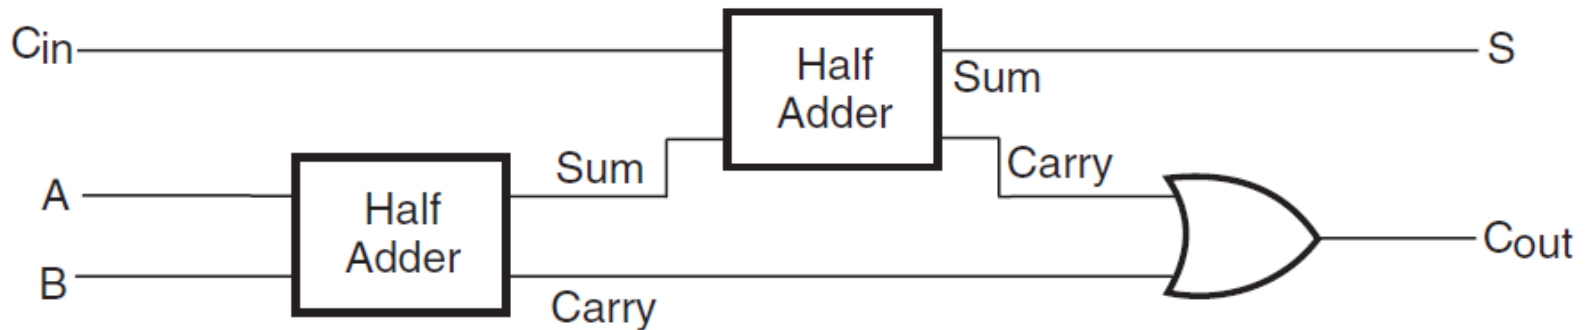 Cin
Half
Adder
S
Sum
Sum
Carry
A
Half
Adder
B
Carry
Cout